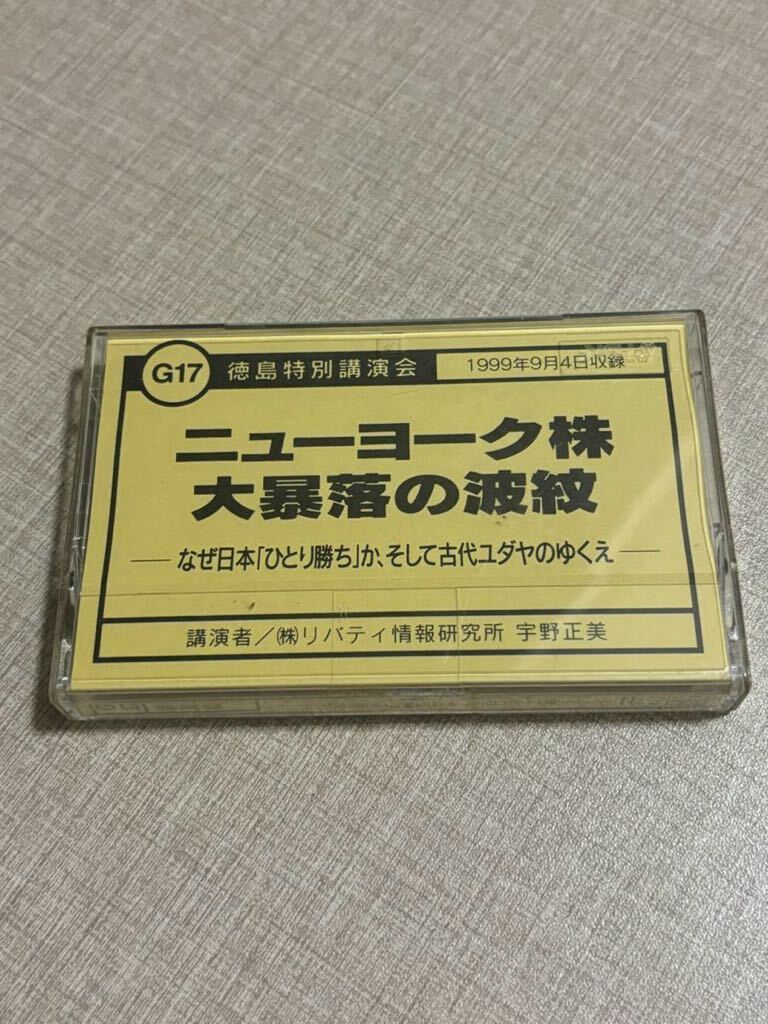 G17 徳島特別講演会 1999年9月4日収録
ニューヨーク株
大暴落の波紋
なぜ日本「ひとり勝ち」か、そして古代ユダヤのゆくえ
講演者/㈱リバティ情報研究所 宇野正美